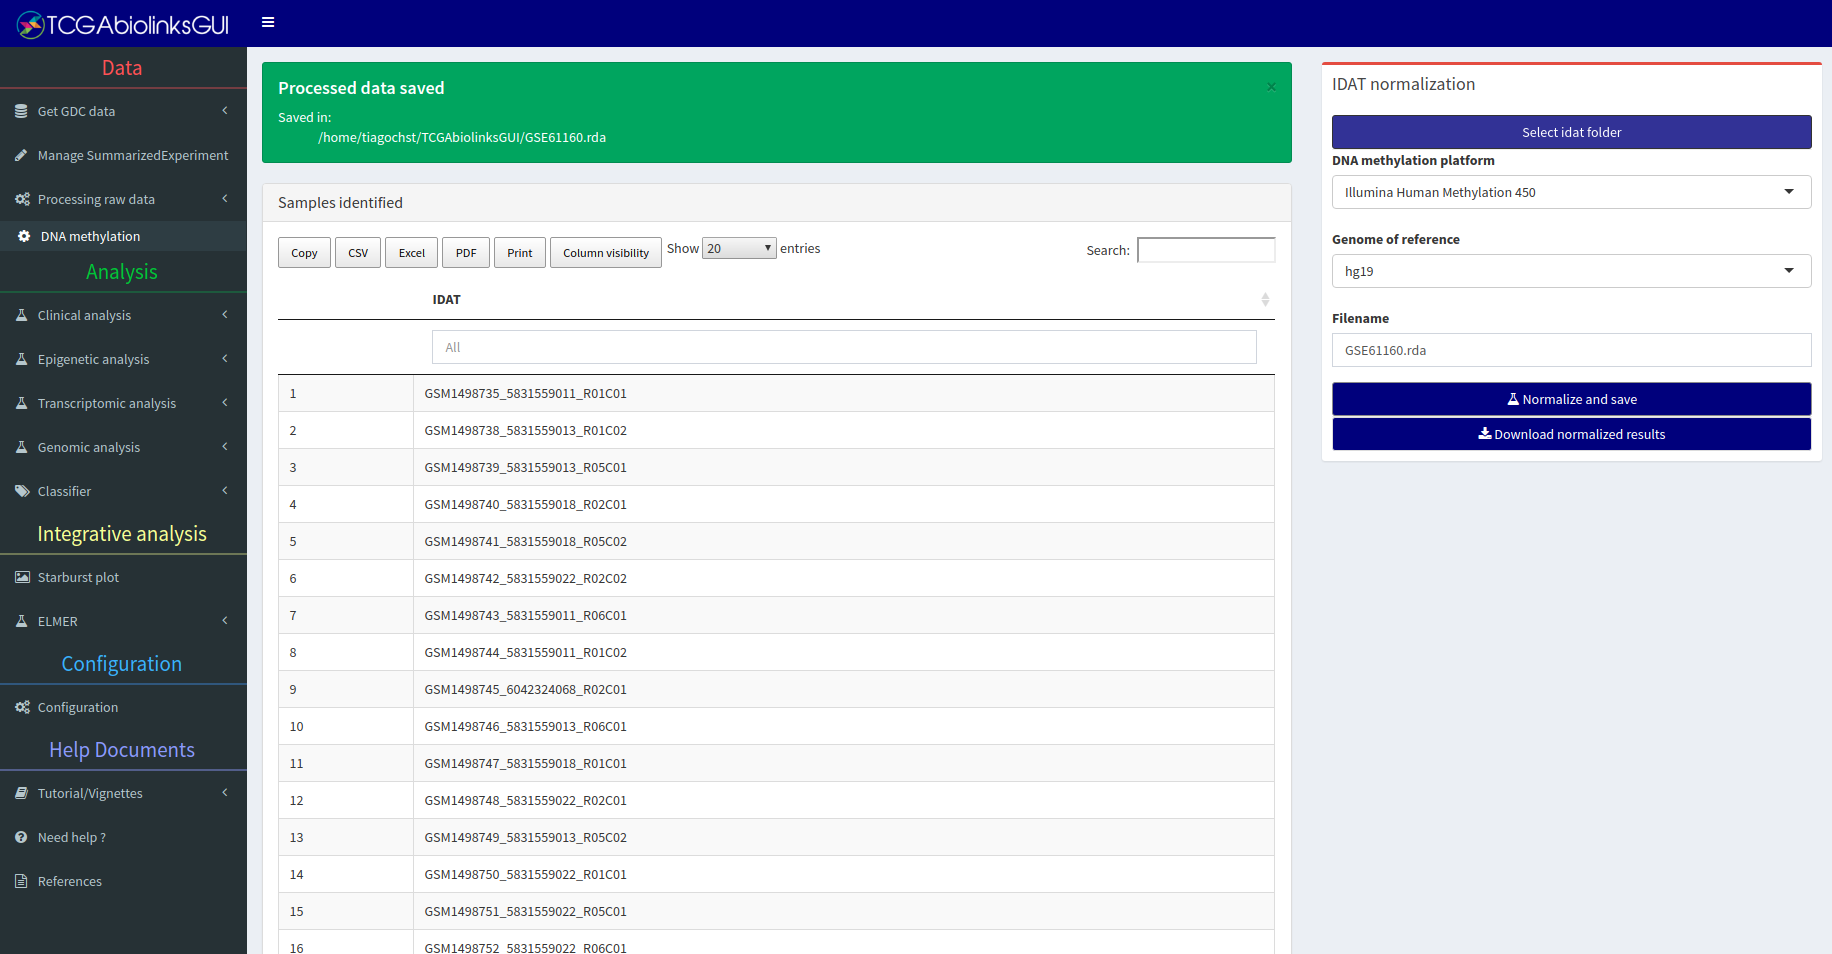 TCGAbiolinksGUI
Data
Get GDC data
Manage SummarizedExperiment
Processing raw data
DNA methylation
Analysis
Clinical analysis
Epigenetic analysis
Transcriptomic analysis
Genomic analysis
Classifier
Integrative analysis
Starburst plot
ELMER
Configuration
Configuration
Help Documents
Tutorial/Vignettes
Need help ?
References
Processed data saved
×
Saved in:
/home/tiagochst/TCGAbiolinksGUI/GSE61160.rda
Samples identified
Copy CSV Excel PDF Print Column visibility Show 20 entries Search:
IDAT
All
1 GSM1498735_5831559011_R01C01
2 GSM1498738_5831559013_R01C02
3 GSM1498739_5831559013_R05C01
4 GSM1498740_5831559018_R02C01
5 GSM1498741_5831559018_R05C02
6 GSM1498742_5831559022_R02C02
7 GSM1498743_5831559011_R06C01
8 GSM1498744_5831559011_R01C02
9 GSM1498745_6042324068_R02C01
10 GSM1498746_5831559013_R06C01
11 GSM1498747_5831559018_R01C01
12 GSM1498748_5831559022_R02C01
13 GSM1498749_5831559013_R05C02
14 GSM1498750_5831559022_R01C01
15 GSM1498751_5831559022_R05C01
16 GSM1498752_5831559022_R06C01
IDAT normalization
Select idat folder
DNA methylation platform
Illumina Human Methylation 450
Genome of reference
hg19
Filename
GSE61160.rda
Normalize and save
Download normalized results